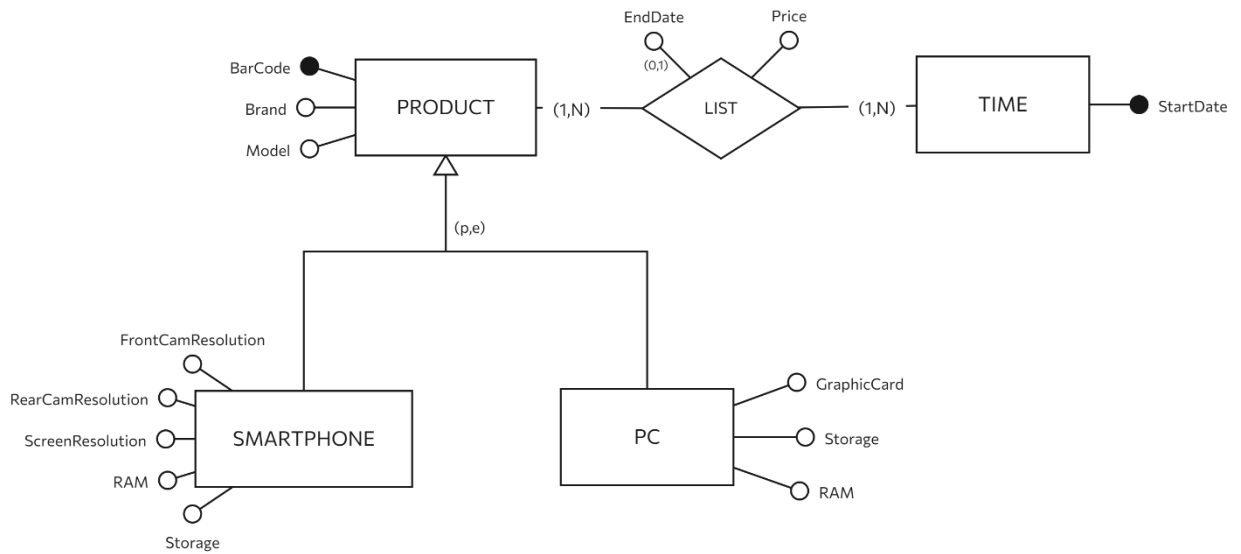 EndDate
Price
(0,1)
BarCode
Brand
Model
PRODUCT
(1,N)
LIST
(1,N)
TIME
StartDate
(p,e)
FrontCamResolution
RearCamResolution
ScreenResolution
RAM
Storage
SMARTPHONE
PC
GraphicCard
Storage
RAM